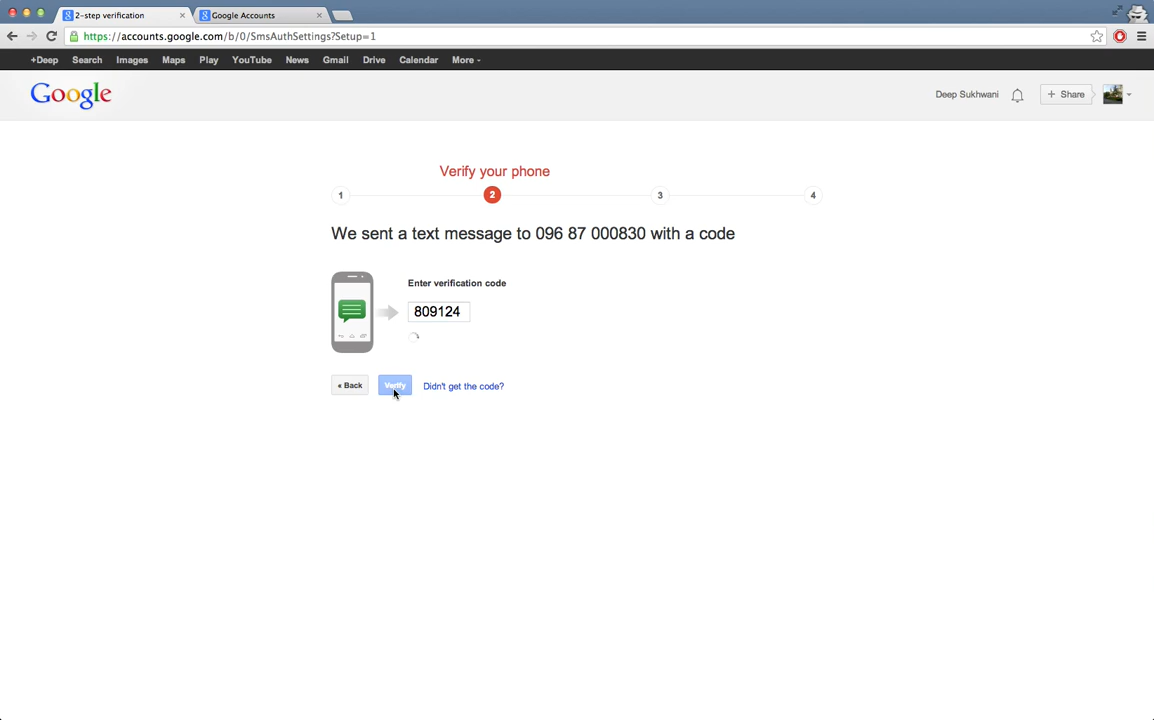 2-step verification
Google Accounts
https://accounts.google.com/b/0/SmsAuthSettings?Setup=1
+Deep Search Images Maps Play YouTube News Gmail Drive Calendar More
Google
Deep Sukhwani
+ Share
Verify your phone
1 2 3 4
We sent a text message to 096 87 000830 with a code
Enter verification code
809124
« Back Verify Didn't get the code?